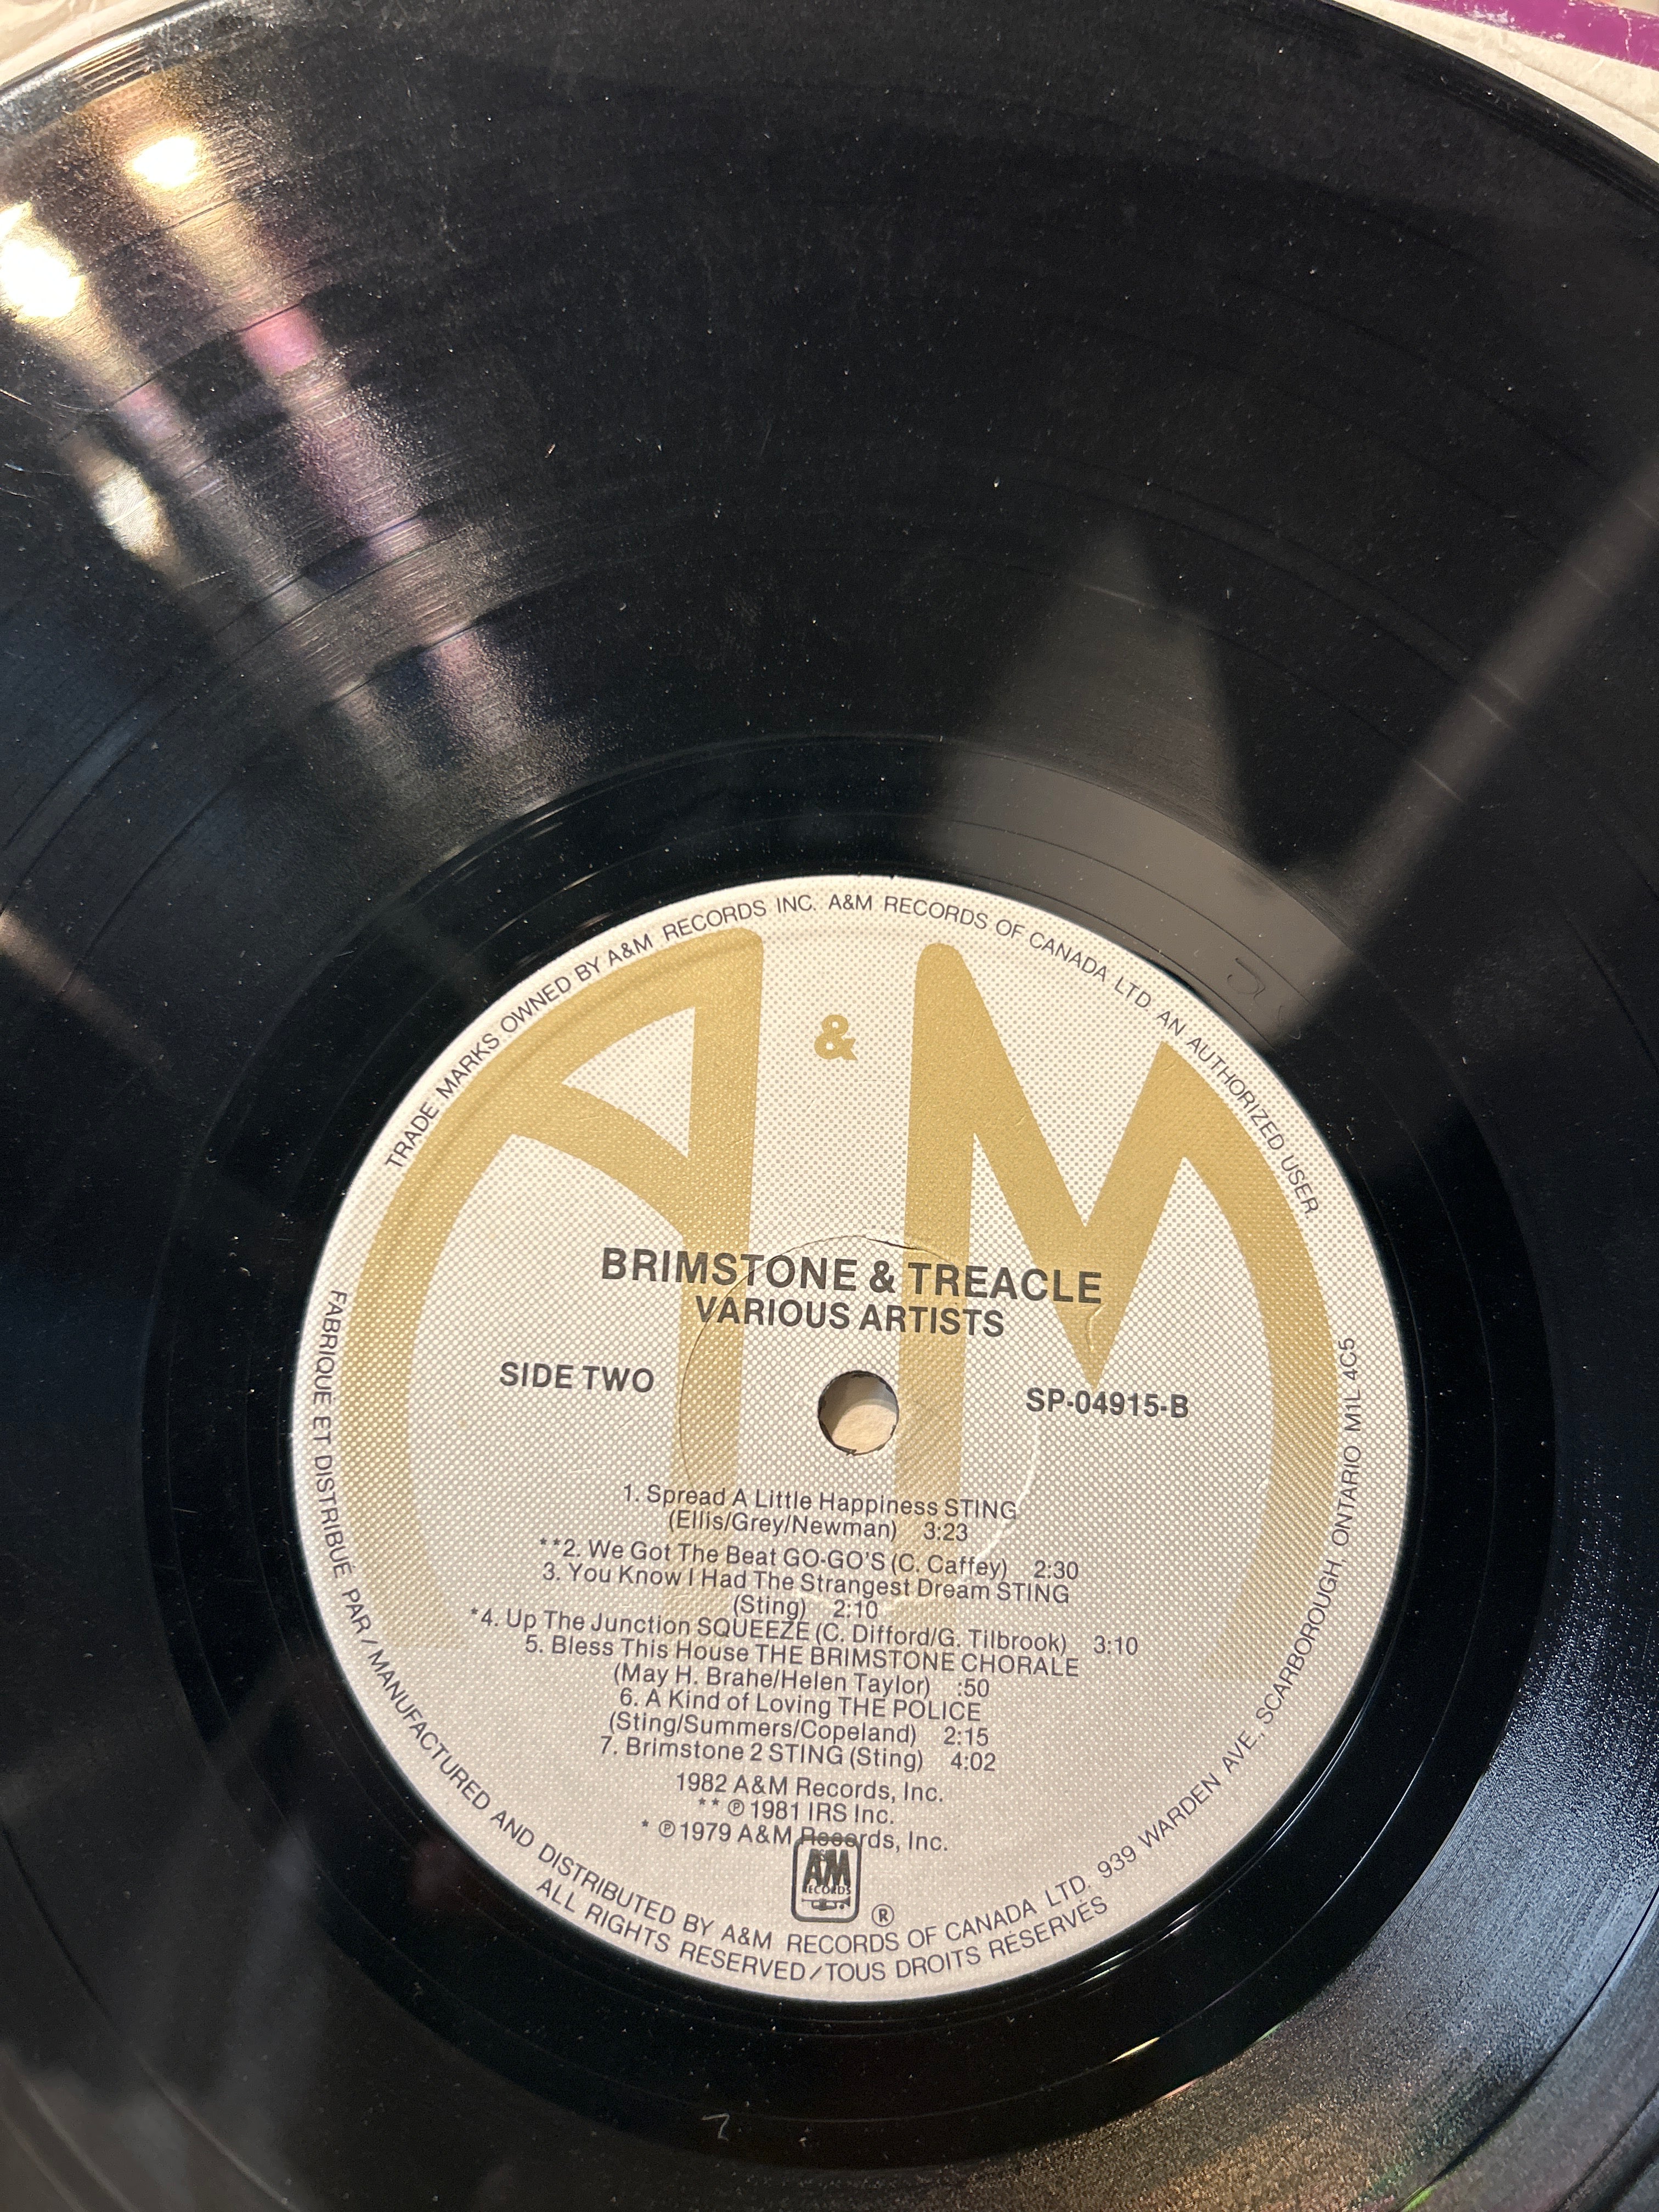 TRADE MARKS OWNED BY A&M RECORDS INC. A&M RECORDS OF CANADA LTD. AN AUTHORIZED USER.
A & M
BRIMSTONE & TREACLE
VARIOUS ARTISTS
SIDE TWO
SP-04915-B
1. Spread A Little Happiness STING
(Ellis/Grey/Newman) 3:23
**2. We Got The Beat GO-GO'S (C. Caffey) 2:30
3. You Know I Had The Strangest Dream STING
(Sting) 2:10
*4. Up The Junction SQUEEZE (C. Difford/G. Tilbrook) 3:10
5. Bless This House THE BRIMSTONE CHORALE
(May H. Brahe/Helen Taylor) :50
6. A Kind of Loving THE POLICE
(Sting/Summers/Copeland) 2:15
7. Brimstone 2 STING (Sting) 4:02
1982 A&M Records, Inc.
** ℗ 1981 IRS Inc.
* ℗ 1979 A&M Records, Inc.
A&M
RECORDS
®
FABRIQUÉ ET DISTRIBUÉ PAR / MANUFACTURED AND DISTRIBUTED BY A&M RECORDS OF CANADA LTD. 939 WARDEN AVE., SCARBOROUGH, ONTARIO M1L 4C5
ALL RIGHTS RESERVED/TOUS DROITS RÉSERVÉS